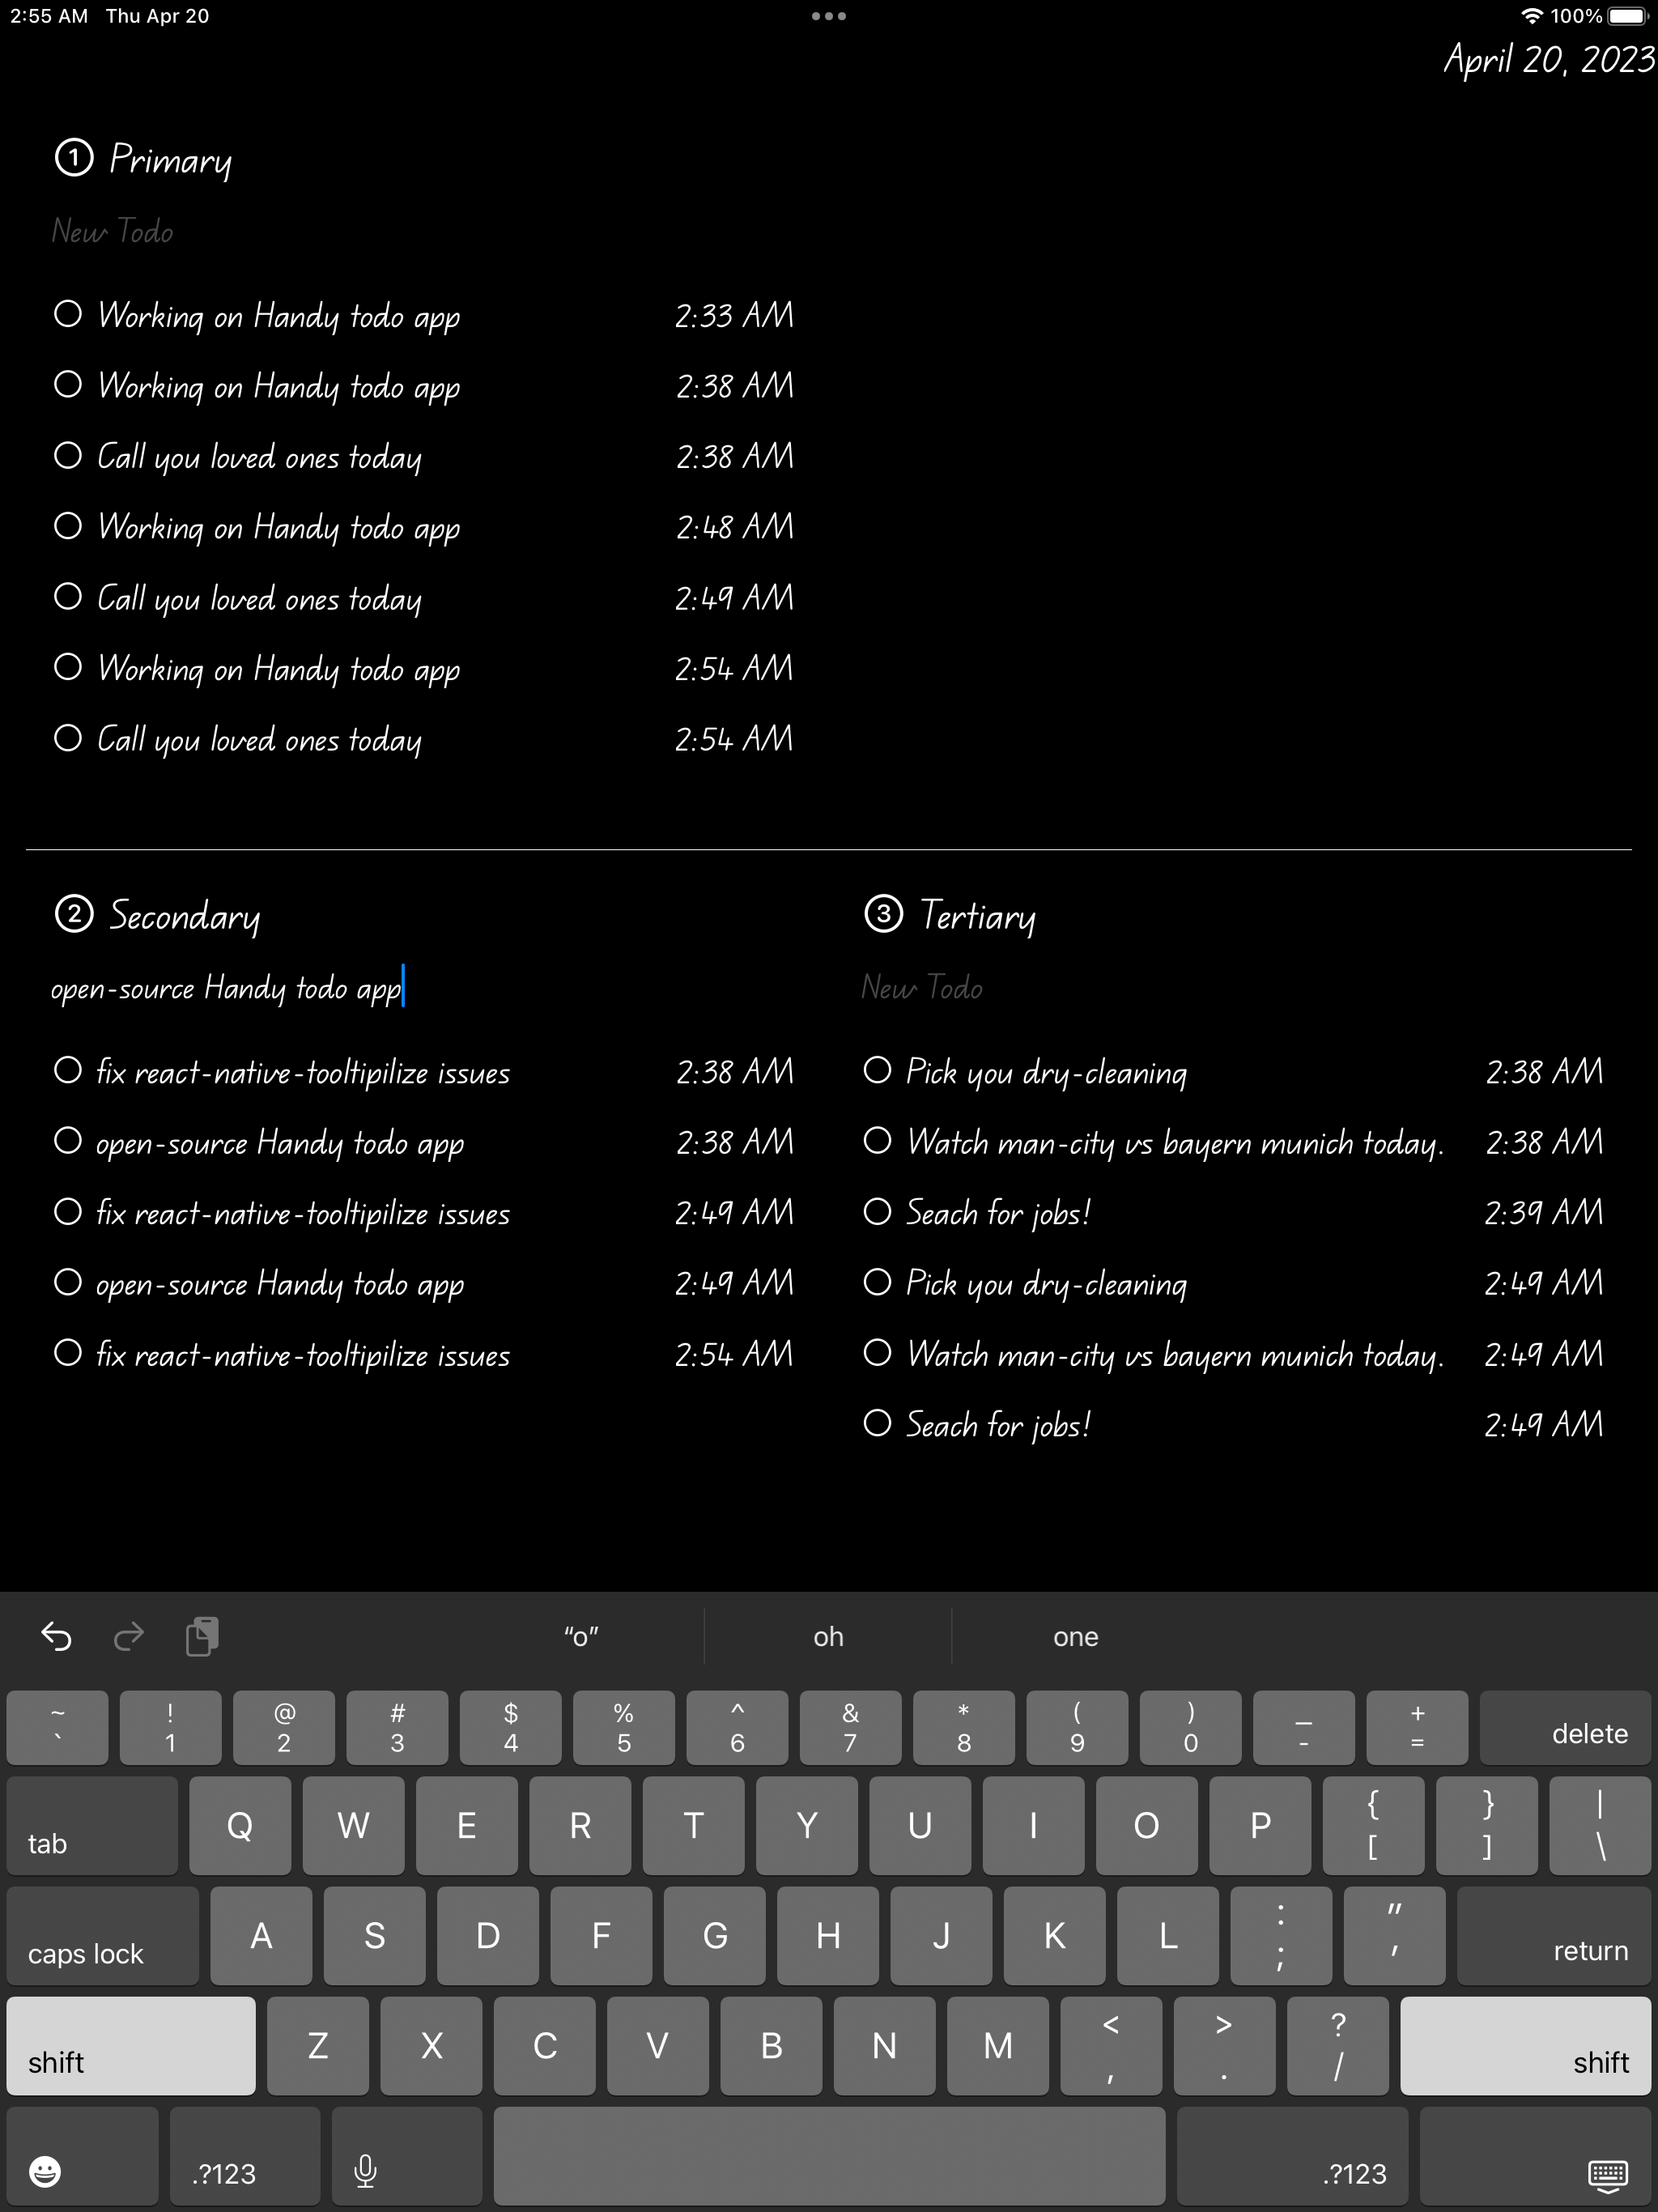 2:55 AM Thu Apr 20 100%
April 20, 2023
1 Primary
New Todo
Working on Handy todo app 2:33 AM
Working on Handy todo app 2:38 AM
Call you loved ones today 2:38 AM
Working on Handy todo app 2:48 AM
Call you loved ones today 2:49 AM
Working on Handy todo app 2:54 AM
Call you loved ones today 2:54 AM
2 Secondary
open-source Handy todo app
fix react-native-tooltipilize issues 2:38 AM
open-source Handy todo app 2:38 AM
fix react-native-tooltipilize issues 2:49 AM
open-source Handy todo app 2:49 AM
fix react-native-tooltipilize issues 2:54 AM
3 Tertiary
New Todo
Pick you dry-cleaning 2:38 AM
Watch man-city vs bayern munich today. 2:38 AM
Seach for jobs! 2:39 AM
Pick you dry-cleaning 2:49 AM
Watch man-city vs bayern munich today. 2:49 AM
Seach for jobs! 2:49 AM
“o” oh one
~ ! @ # $ % ^ & * ( ) _ +
` 1 2 3 4 5 6 7 8 9 0 - = delete
tab Q W E R T Y U I O P { [ } ] | \
caps lock A S D F G H J K L : ; " ' return
shift Z X C V B N M < , > . ? / shift
.?123 .?123